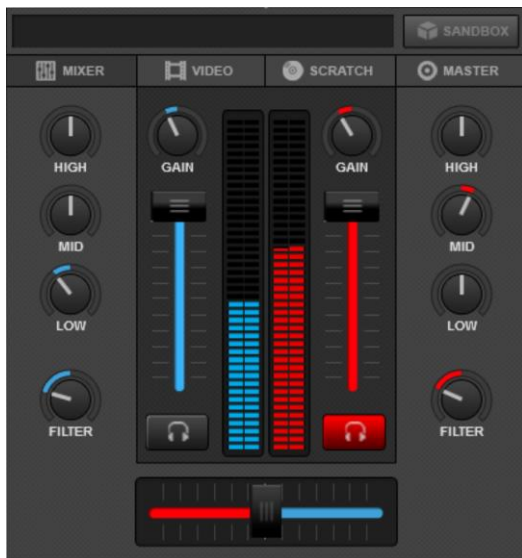 SANDBOX
MIXER VIDEO SCRATCH MASTER
HIGH GAIN GAIN HIGH
MID MID
LOW LOW
FILTER FILTER